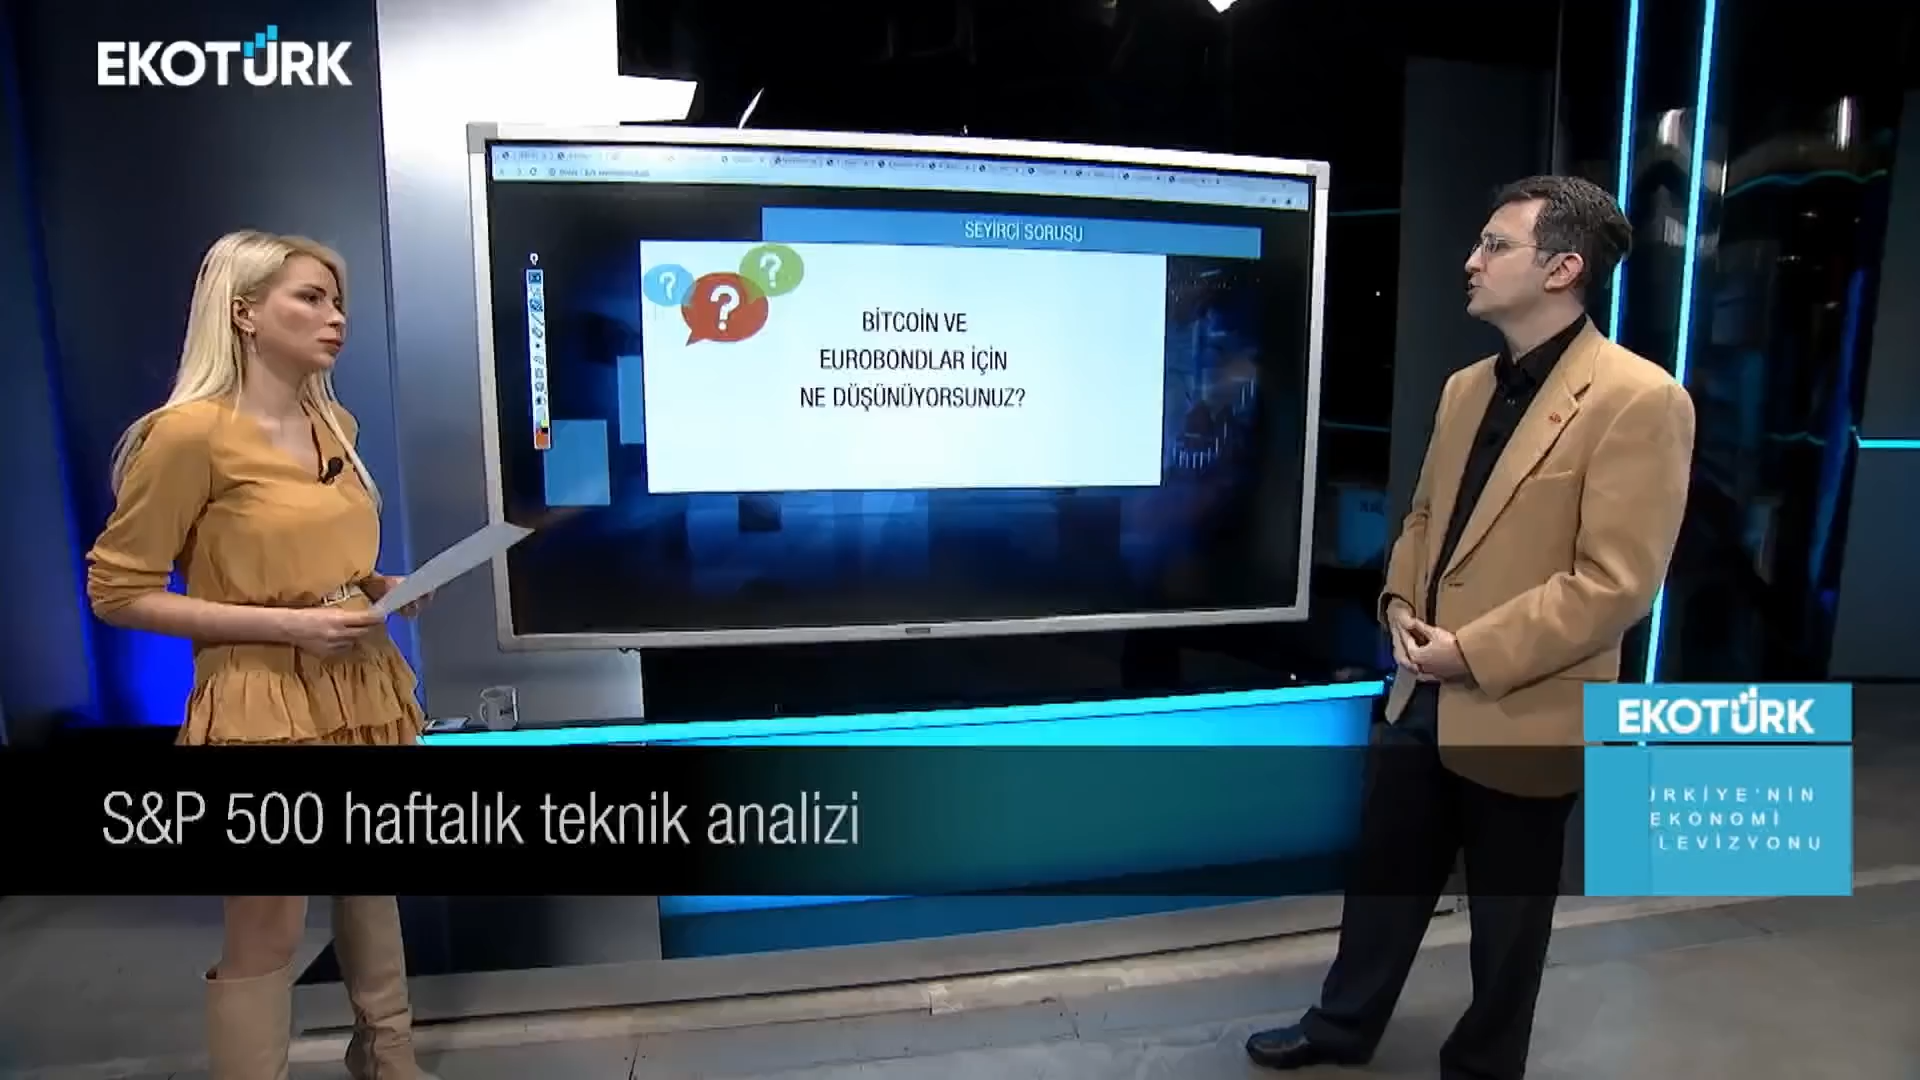 EKOTÜRK
SEYİRCİ SORUSU
BİTCOİN VE
EUROBONDLAR İÇİN
NE DÜŞÜNÜYORSUNUZ?
EKOTÜRK
S&P 500 haftalık teknik analizi
ÜRKİYE'NİN
EKONOMİ
LEVİZYONU